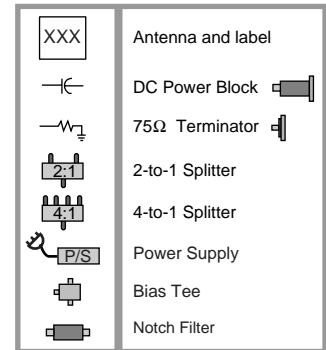 XXX Antenna and label
DC Power Block
75Ω Terminator
2:1 2-to-1 Splitter
4:1 4-to-1 Splitter
P/S Power Supply
Bias Tee
Notch Filter